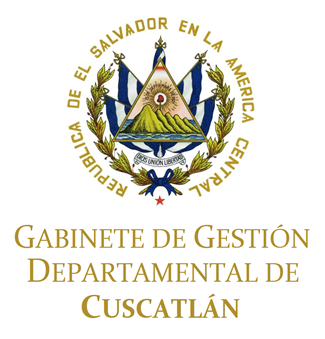 REPUBLICA DE EL SALVADOR EN LA AMERICA CENTRAL
DIOS UNION LIBERTAD
GABINETE DE GESTIÓN
DEPARTAMENTAL DE
CUSCATLÁN